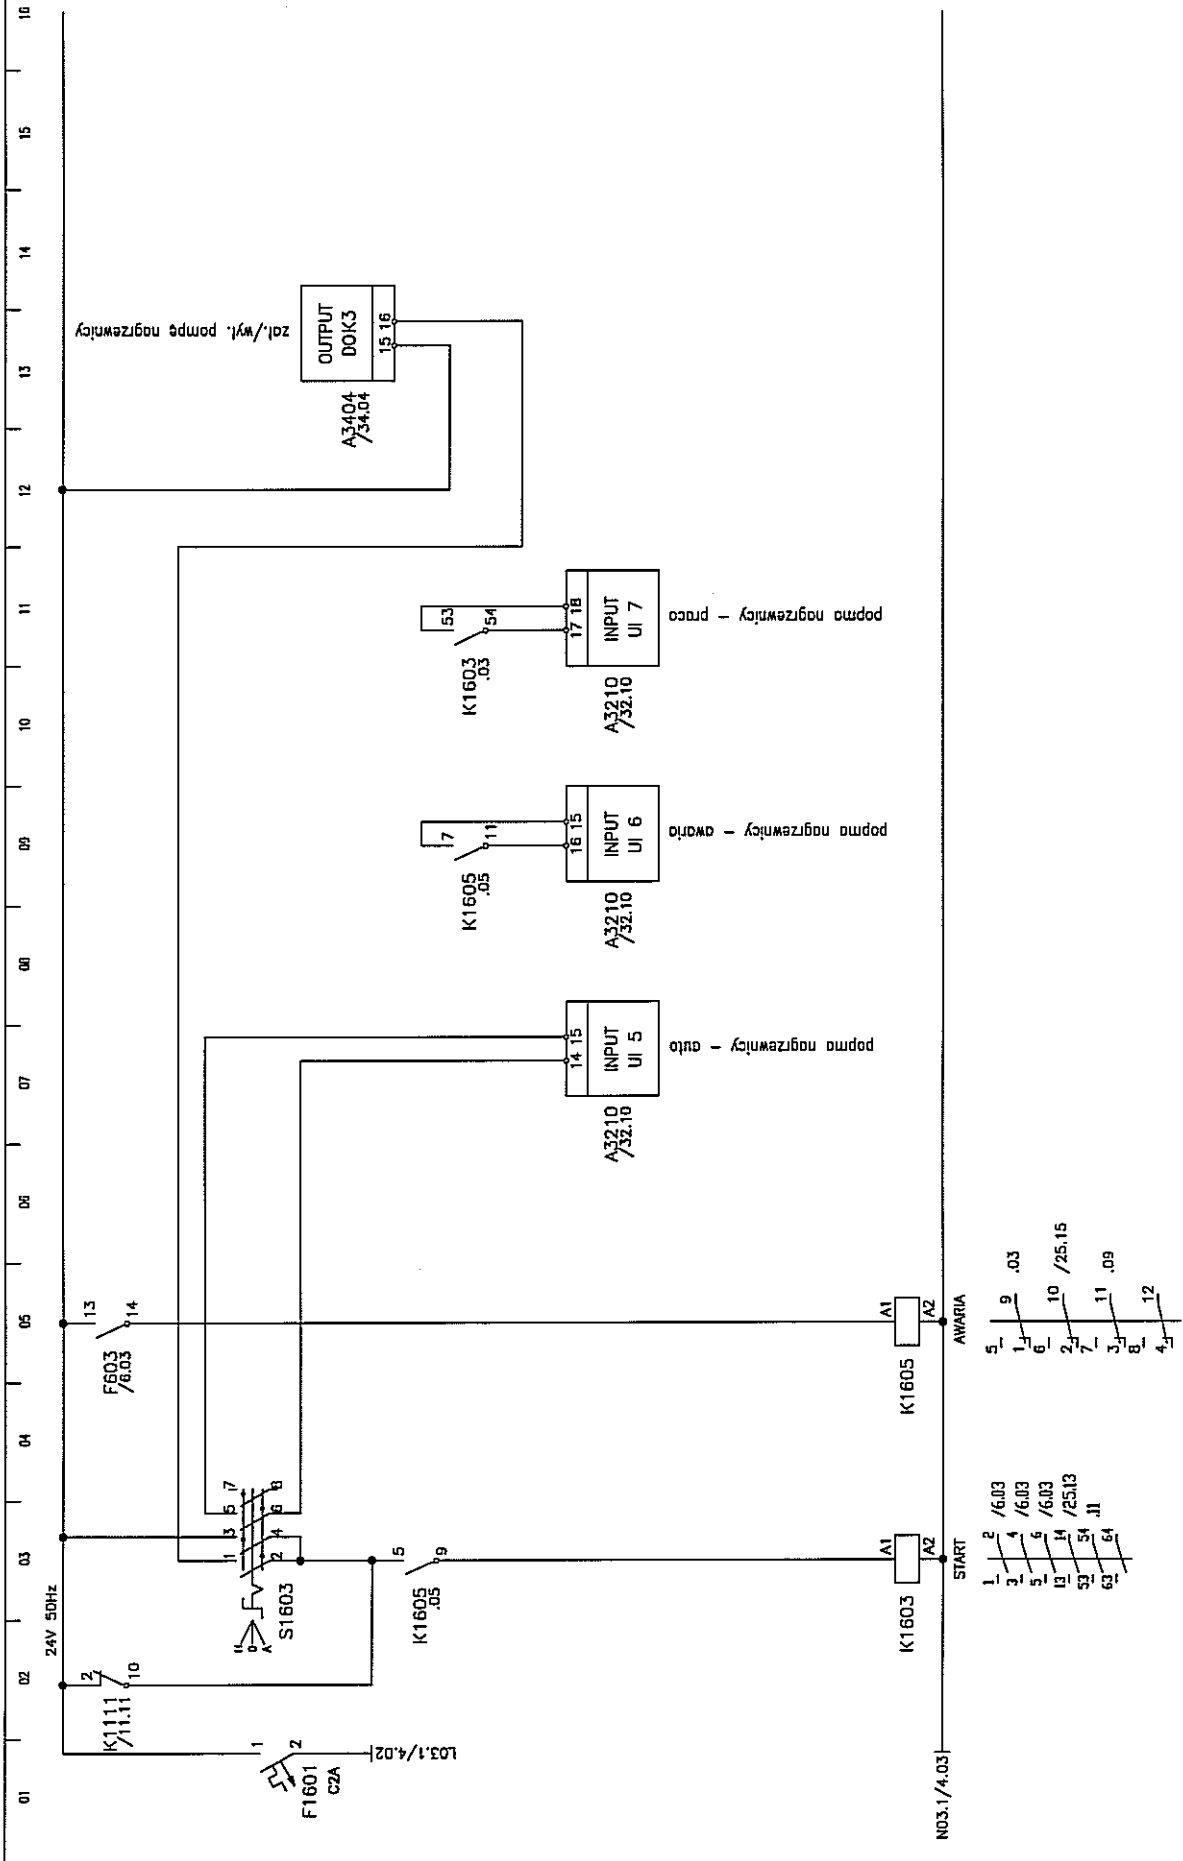 01 02 03 04 05 06 07 08 09 10 11 12 13 14 15 16
24V 50Hz
F1601
C2A
1
2
L03.1/4.02
K1111
/11.11
2
10
S1603
H
0
A
1 3 5 7
2 4 6 8
K1605
.05
5
9
K1603
A1
A2
START
N03.1/4.03
1 2 /6.03
3 4 /6.03
5 6 /6.03
13 14 /25.13
53 54 .11
63 64
F603
/6.03
13
14
K1605
A1
A2
AWARIA
5
1 9 .03
6
2 10 /25.15
7
3 11 .09
8
4 12
A3210
/32.10
14 15
INPUT
UI 5
popma nagrzewnicy – auto
K1605
.05
7
11
A3210
/32.10
16 15
INPUT
UI 6
popma nagrzewnicy – awaria
K1603
.03
53
54
A3210
/32.10
17 18
INPUT
UI 7
popma nagrzewnicy – praca
A3404
/34.04
OUTPUT
DOK3
15 16
zał./wył. pompę nagrzewnicy